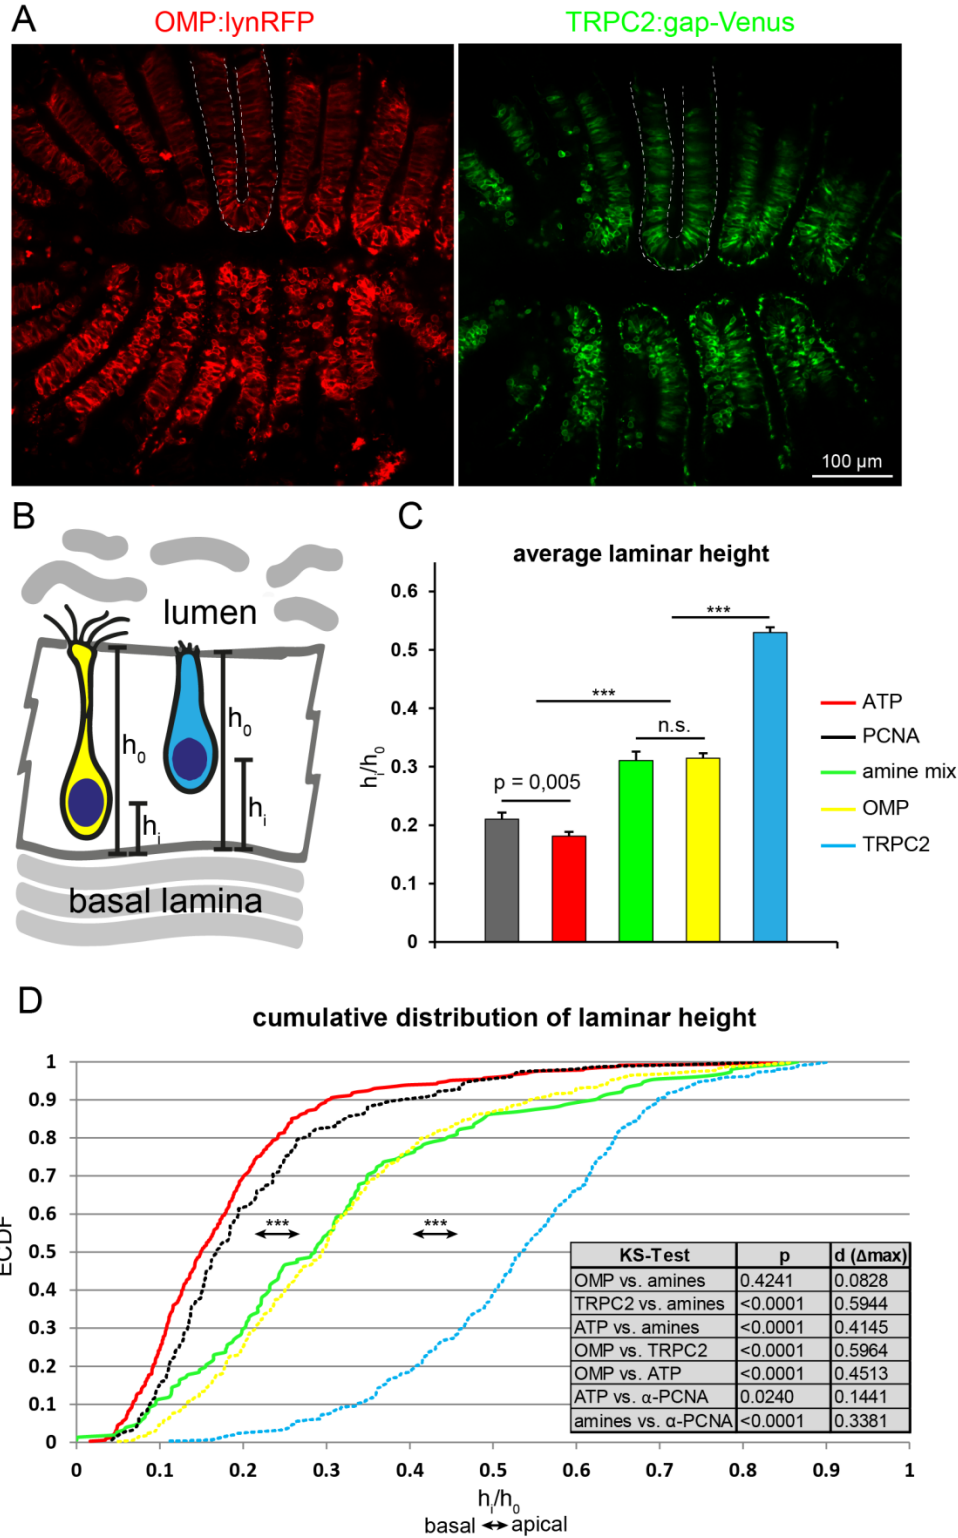 A
OMP:lynRFP
TRPC2:gap-Venus
100 µm
B
lumen
h0
h0
hi
hi
basal lamina
C
average laminar height
0.6
0.5
0.4
0.3
0.2
0.1
0
hi/h0
p = 0,005
***
n.s.
***
ATP
PCNA
amine mix
OMP
TRPC2
D
cumulative distribution of laminar height
1
0.9
0.8
0.7
0.6
0.5
0.4
0.3
0.2
0.1
0
ECDF
*** ***
KS-Test p d (Δmax)
OMP vs. amines 0.4241 0.0828
TRPC2 vs. amines <0.0001 0.5944
ATP vs. amines <0.0001 0.4145
OMP vs. TRPC2 <0.0001 0.5964
OMP vs. ATP <0.0001 0.4513
ATP vs. α-PCNA 0.0240 0.1441
amines vs. α-PCNA <0.0001 0.3381
0 0.1 0.2 0.3 0.4 0.5 0.6 0.7 0.8 0.9 1
hi/h0
basal ↔ apical